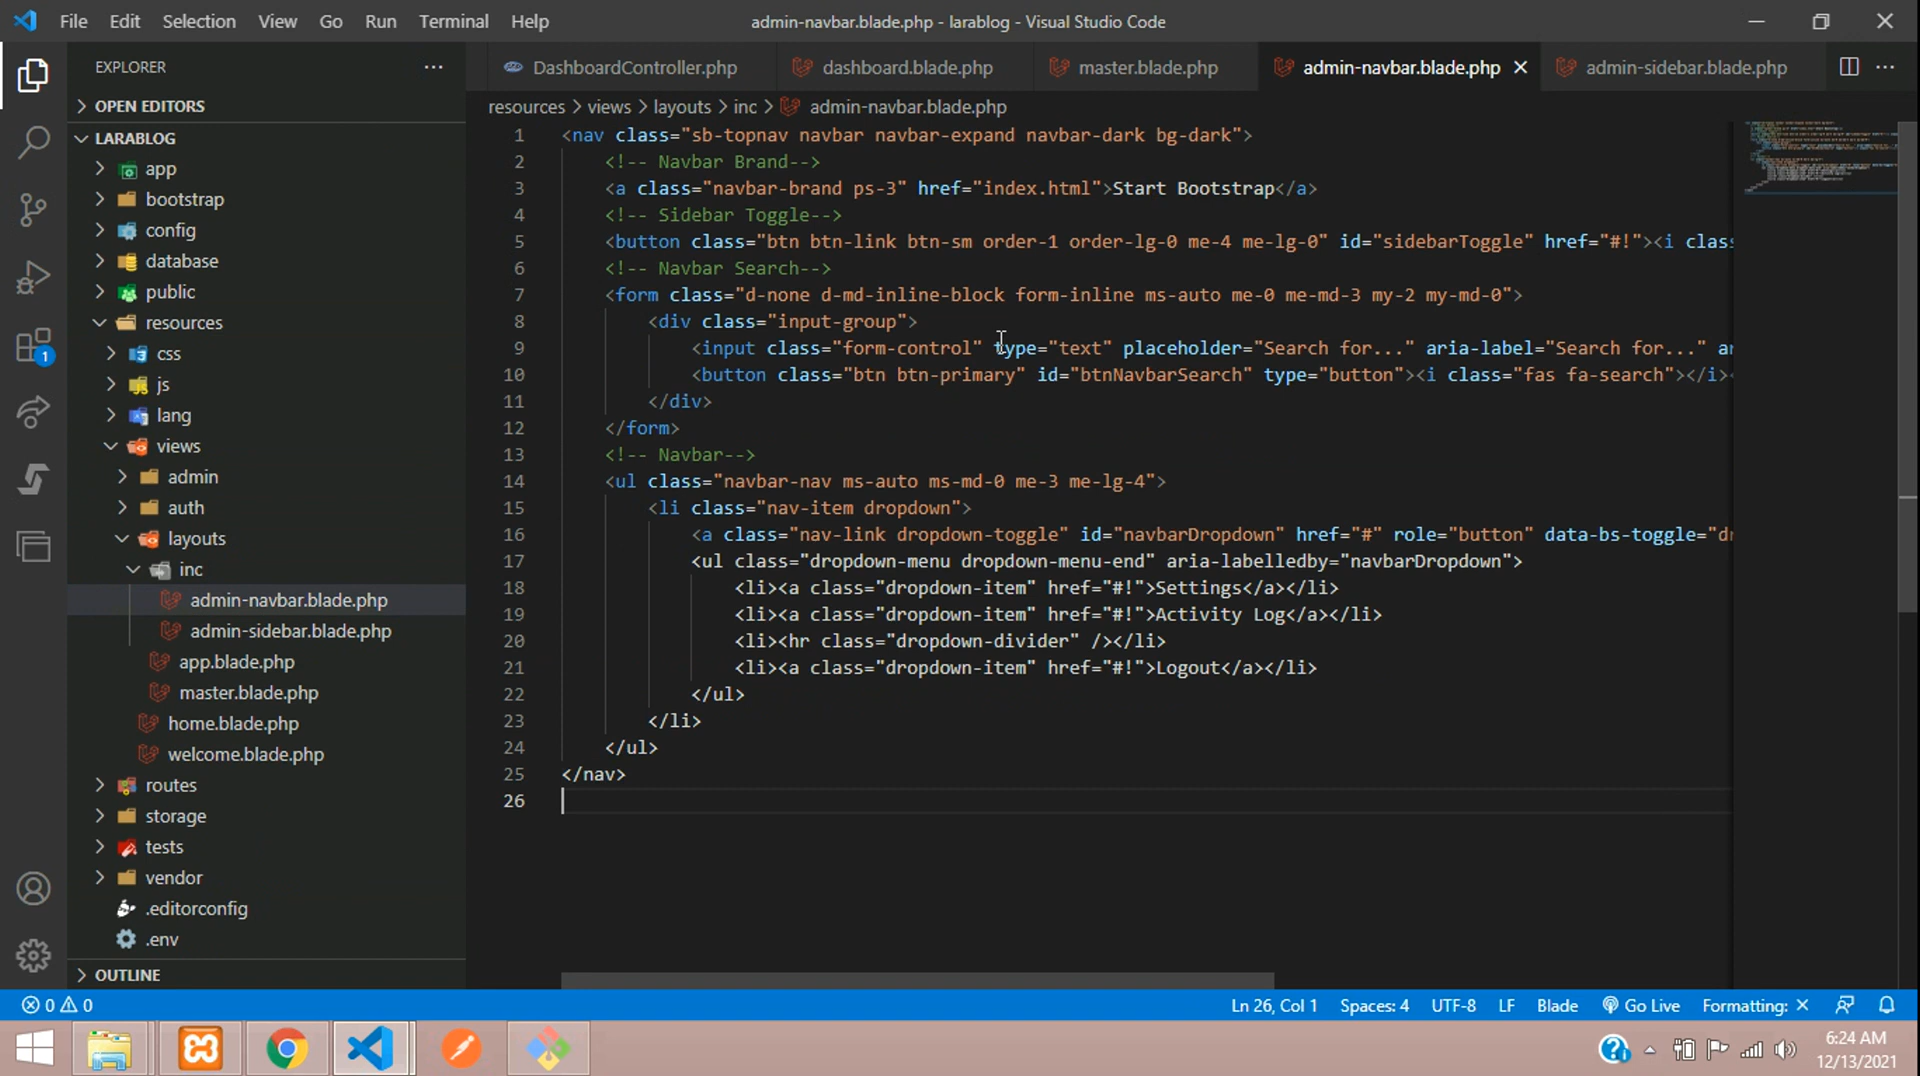 File Edit Selection View Go Run Terminal Help
admin-navbar.blade.php - larablog - Visual Studio Code
EXPLORER
DashboardController.php
dashboard.blade.php
master.blade.php
admin-navbar.blade.php
admin-sidebar.blade.php
OPEN EDITORS
LARABLOG
app
bootstrap
config
database
public
resources
css
js
lang
views
admin
auth
layouts
inc
admin-navbar.blade.php
admin-sidebar.blade.php
app.blade.php
master.blade.php
home.blade.php
welcome.blade.php
routes
storage
tests
vendor
.editorconfig
.env
OUTLINE
1
resources > views > layouts > inc > admin-navbar.blade.php
1 <nav class="sb-topnav navbar navbar-expand navbar-dark bg-dark">
2 <!-- Navbar Brand-->
3 <a class="navbar-brand ps-3" href="index.html">Start Bootstrap</a>
4 <!-- Sidebar Toggle-->
5 <button class="btn btn-link btn-sm order-1 order-lg-0 me-4 me-lg-0" id="sidebarToggle" href="#!"><i clas
6 <!-- Navbar Search-->
7 <form class="d-none d-md-inline-block form-inline ms-auto me-0 me-md-3 my-2 my-md-0">
8 <div class="input-group">
9 <input class="form-control" type="text" placeholder="Search for..." aria-label="Search for..." ar
10 <button class="btn btn-primary" id="btnNavbarSearch" type="button"><i class="fas fa-search"></i><
11 </div>
12 </form>
13 <!-- Navbar-->
14 <ul class="navbar-nav ms-auto ms-md-0 me-3 me-lg-4">
15 <li class="nav-item dropdown">
16 <a class="nav-link dropdown-toggle" id="navbarDropdown" href="#" role="button" data-bs-toggle="dr
17 <ul class="dropdown-menu dropdown-menu-end" aria-labelledby="navbarDropdown">
18 <li><a class="dropdown-item" href="#!">Settings</a></li>
19 <li><a class="dropdown-item" href="#!">Activity Log</a></li>
20 <li><hr class="dropdown-divider" /></li>
21 <li><a class="dropdown-item" href="#!">Logout</a></li>
22 </ul>
23 </li>
24 </ul>
25 </nav>
26
0 0
Ln 26, Col 1 Spaces: 4 UTF-8 LF Blade Go Live Formatting: ×
6:24 AM
12/13/2021